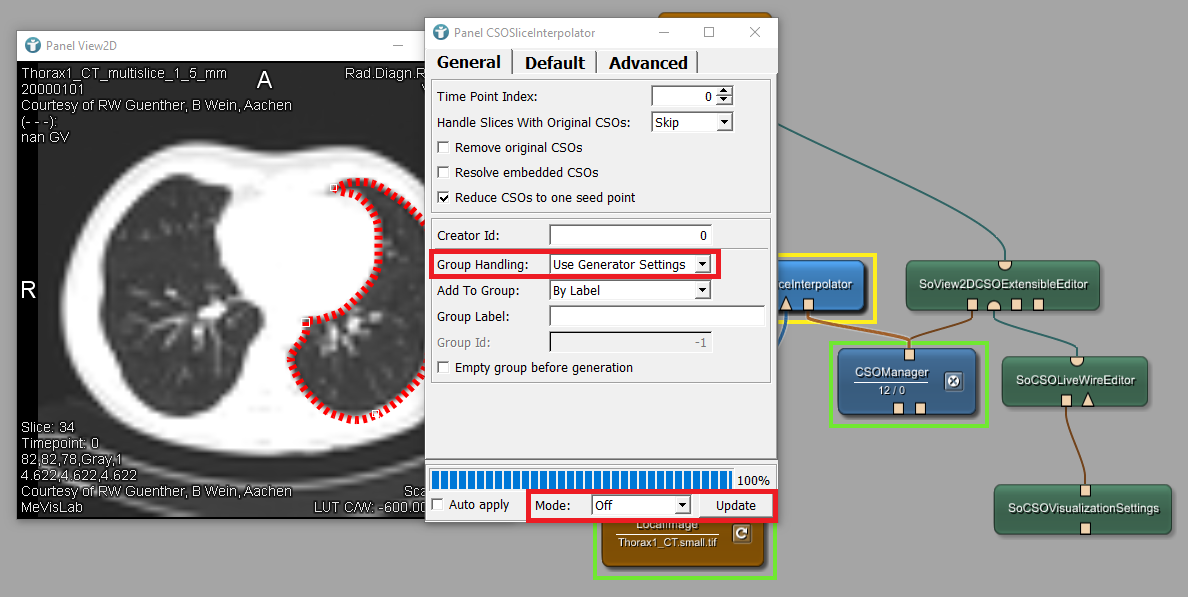 Panel View2D
Thorax1_CT_multislice_1_5_mm
20000101
Courtesy of RW Guenther, B Wein, Aachen
(- - -):
nan GV
A
Rad.Diagn.R
R
Slice: 34
Timepoint: 0
82,82,78,Gray,1
4.622,4.622,4.622
Courtesy of RW Guenther, B Wein, Aachen
MeVisLab
Sca
LUT C/W: -600.00
Panel CSOSliceInterpolator
General Default Advanced
Time Point Index: 0
Handle Slices With Original CSOs: Skip
Remove original CSOs
Resolve embedded CSOs
Reduce CSOs to one seed point
Creator Id: 0
Group Handling: Use Generator Settings
Add To Group: By Label
Group Label:
Group Id: -1
Empty group before generation
100%
Auto apply Mode: Off Update
ceInterpolator
SoView2DCSOExtensibleEditor
CSOManager
12 / 0
SoCSOLiveWireEditor
SoCSOVisualizationSettings
LocalImage
Thorax1_CT.small.tif